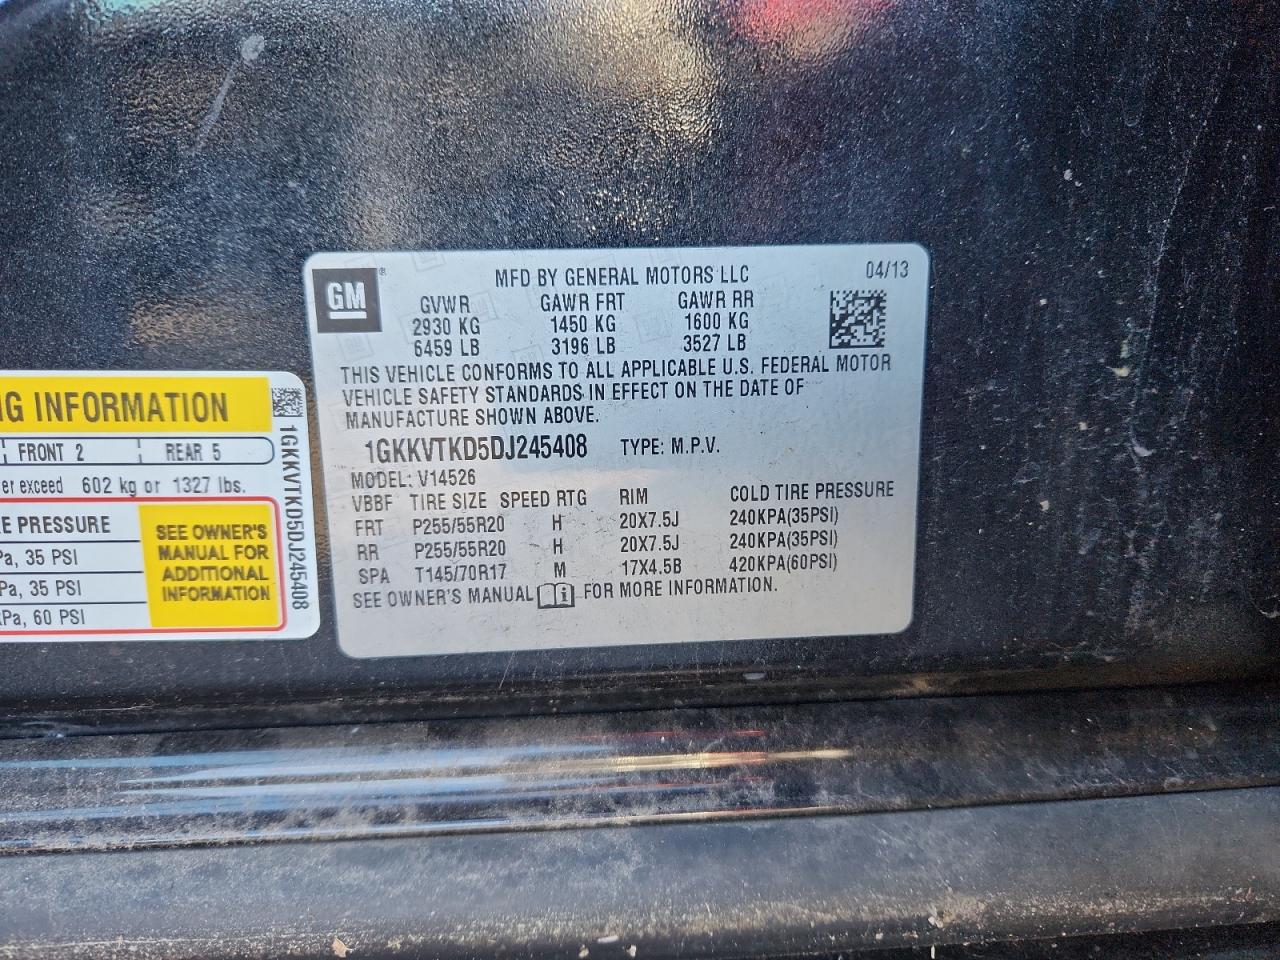 GM®
MFD BY GENERAL MOTORS LLC 04/13
GVWR GAWR FRT GAWR RR
2930 KG 1450 KG 1600 KG
6459 LB 3196 LB 3527 LB
THIS VEHICLE CONFORMS TO ALL APPLICABLE U.S. FEDERAL MOTOR
VEHICLE SAFETY STANDARDS IN EFFECT ON THE DATE OF
MANUFACTURE SHOWN ABOVE.
1GKKVTKD5DJ245408 TYPE: M.P.V.
MODEL: V14526
VBBF TIRE SIZE SPEED RTG RIM COLD TIRE PRESSURE
FRT P255/55R20 H 20X7.5J 240KPA(35PSI)
RR P255/55R20 H 20X7.5J 240KPA(35PSI)
SPA T145/70R17 M 17X4.5B 420KPA(60PSI)
SEE OWNER'S MANUAL FOR MORE INFORMATION.
NG INFORMATION
FRONT 2 REAR 5
er exceed 602 kg or 1327 lbs.
E PRESSURE
Pa, 35 PSI
Pa, 35 PSI
kPa, 60 PSI
SEE OWNER'S
MANUAL FOR
ADDITIONAL
INFORMATION
1GKKVTKD5DJ245408